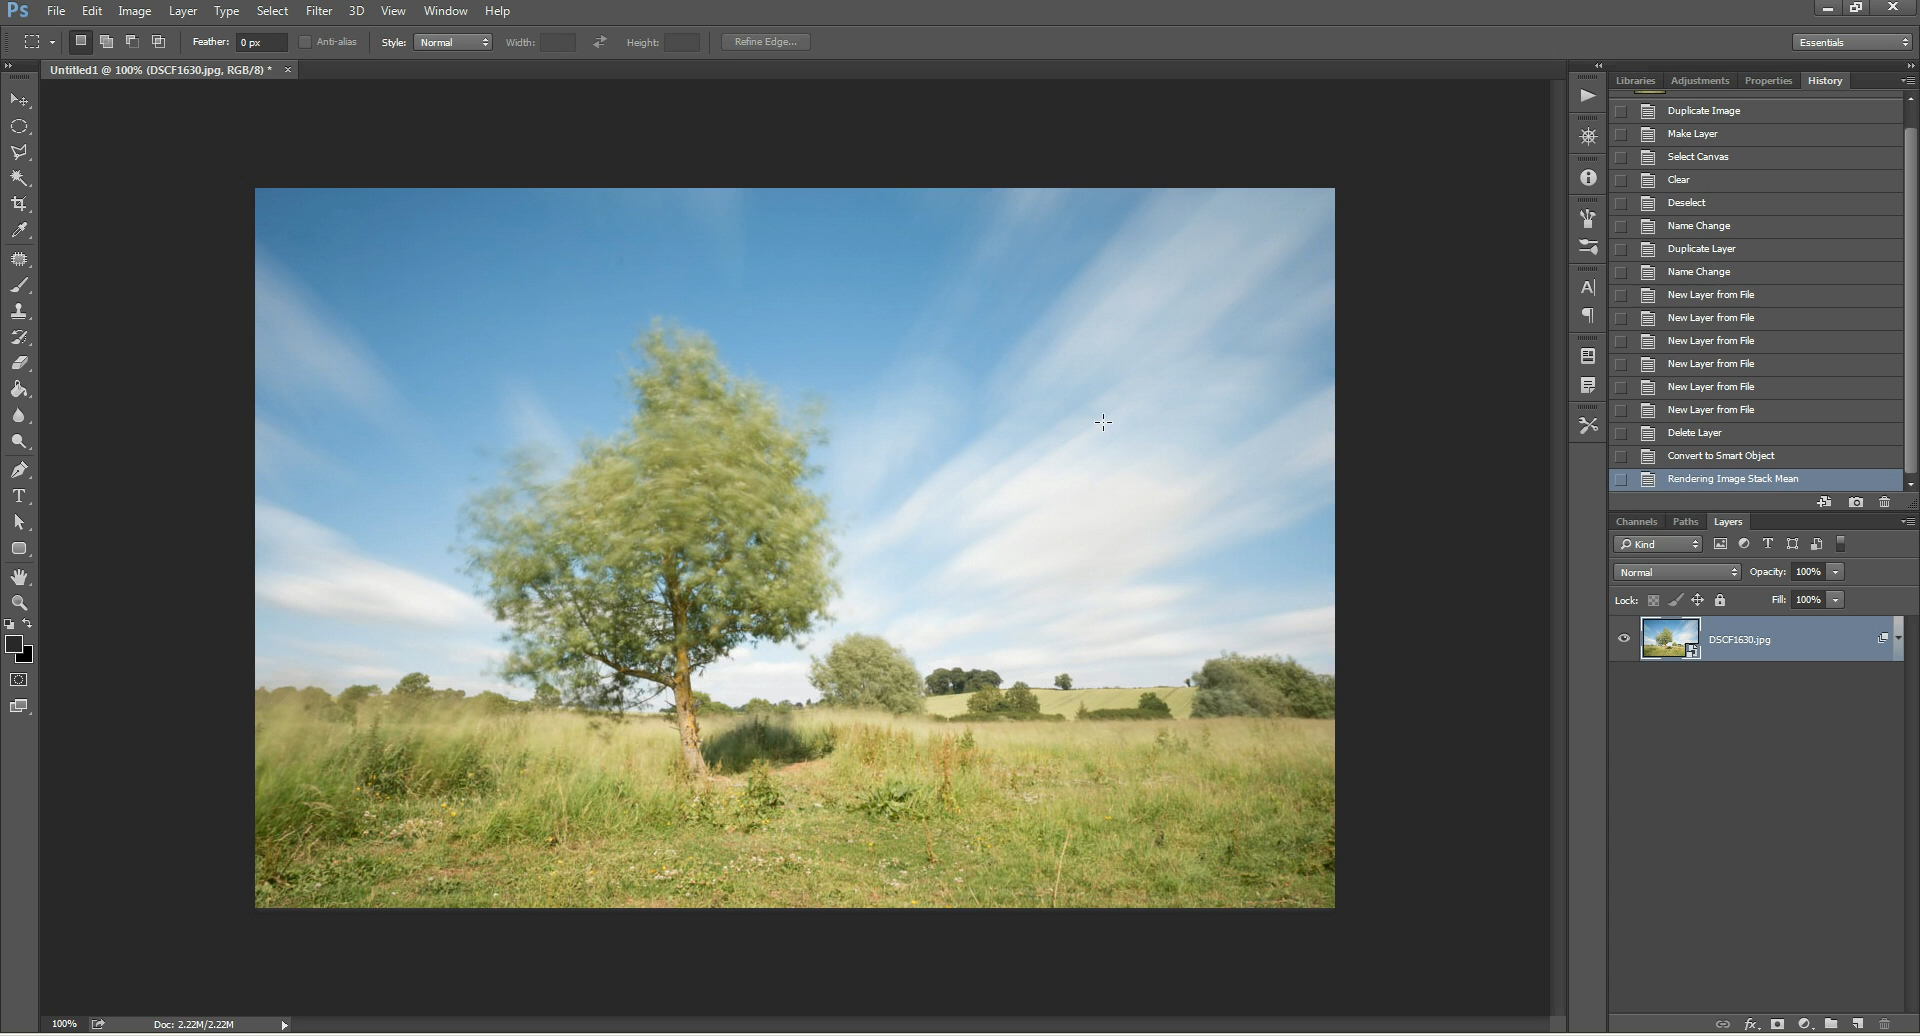 Ps File Edit Image Layer Type Select Filter 3D View Window Help
Feather: 0 px Anti-alias Style: Normal Width: Height: Refine Edge... Essentials
Untitled1 @ 100% (DSCF1630.jpg, RGB/8) * ×
Libraries Adjustments Properties History
Duplicate Image
Make Layer
Select Canvas
Clear
Deselect
Name Change
Duplicate Layer
Name Change
New Layer from File
New Layer from File
New Layer from File
New Layer from File
New Layer from File
New Layer from File
Delete Layer
Convert to Smart Object
Rendering Image Stack Mean
Channels Paths Layers
Kind
Normal Opacity: 100%
Lock: Fill: 100%
DSCF1630.jpg
100% Doc: 2.22M/2.22M